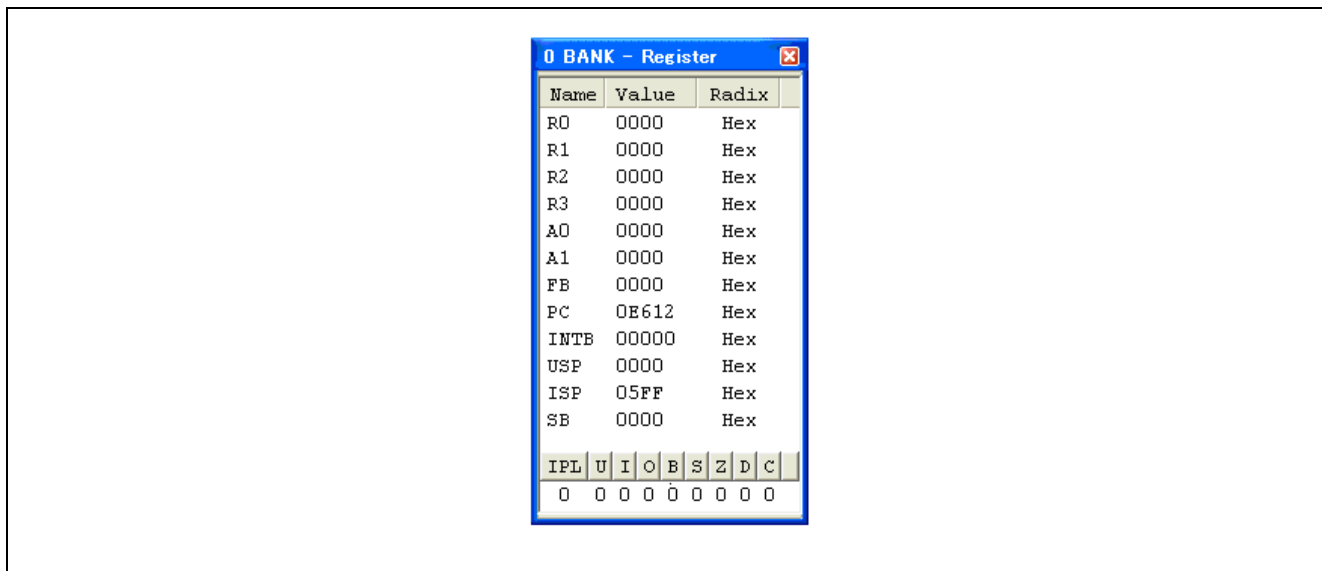 0 BANK - Register
Name Value Radix
R0 0000 Hex
R1 0000 Hex
R2 0000 Hex
R3 0000 Hex
A0 0000 Hex
A1 0000 Hex
FB 0000 Hex
PC 0E612 Hex
INTB 00000 Hex
USP 0000 Hex
ISP 05FF Hex
SB 0000 Hex
IPL U I O B S Z D C
0 0 0 0 0 0 0 0 0